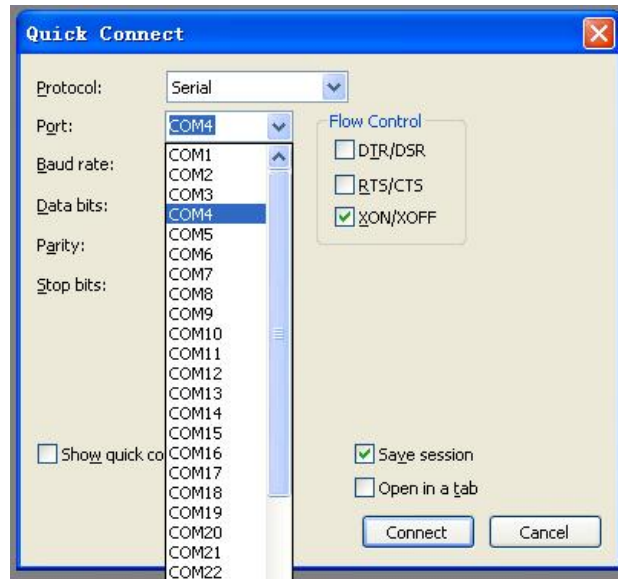 Quick Connect
Protocol: Serial
Port: COM4
Baud rate:
Data bits:
Parity:
Stop bits:
COM1
COM2
COM3
COM4
COM5
COM6
COM7
COM8
COM9
COM10
COM11
COM12
COM13
COM14
COM15
COM16
COM17
COM18
COM19
COM20
COM21
COM22
Flow Control
DTR/DSR
RTS/CTS
XON/XOFF
Show quick co
Save session
Open in a tab
Connect Cancel